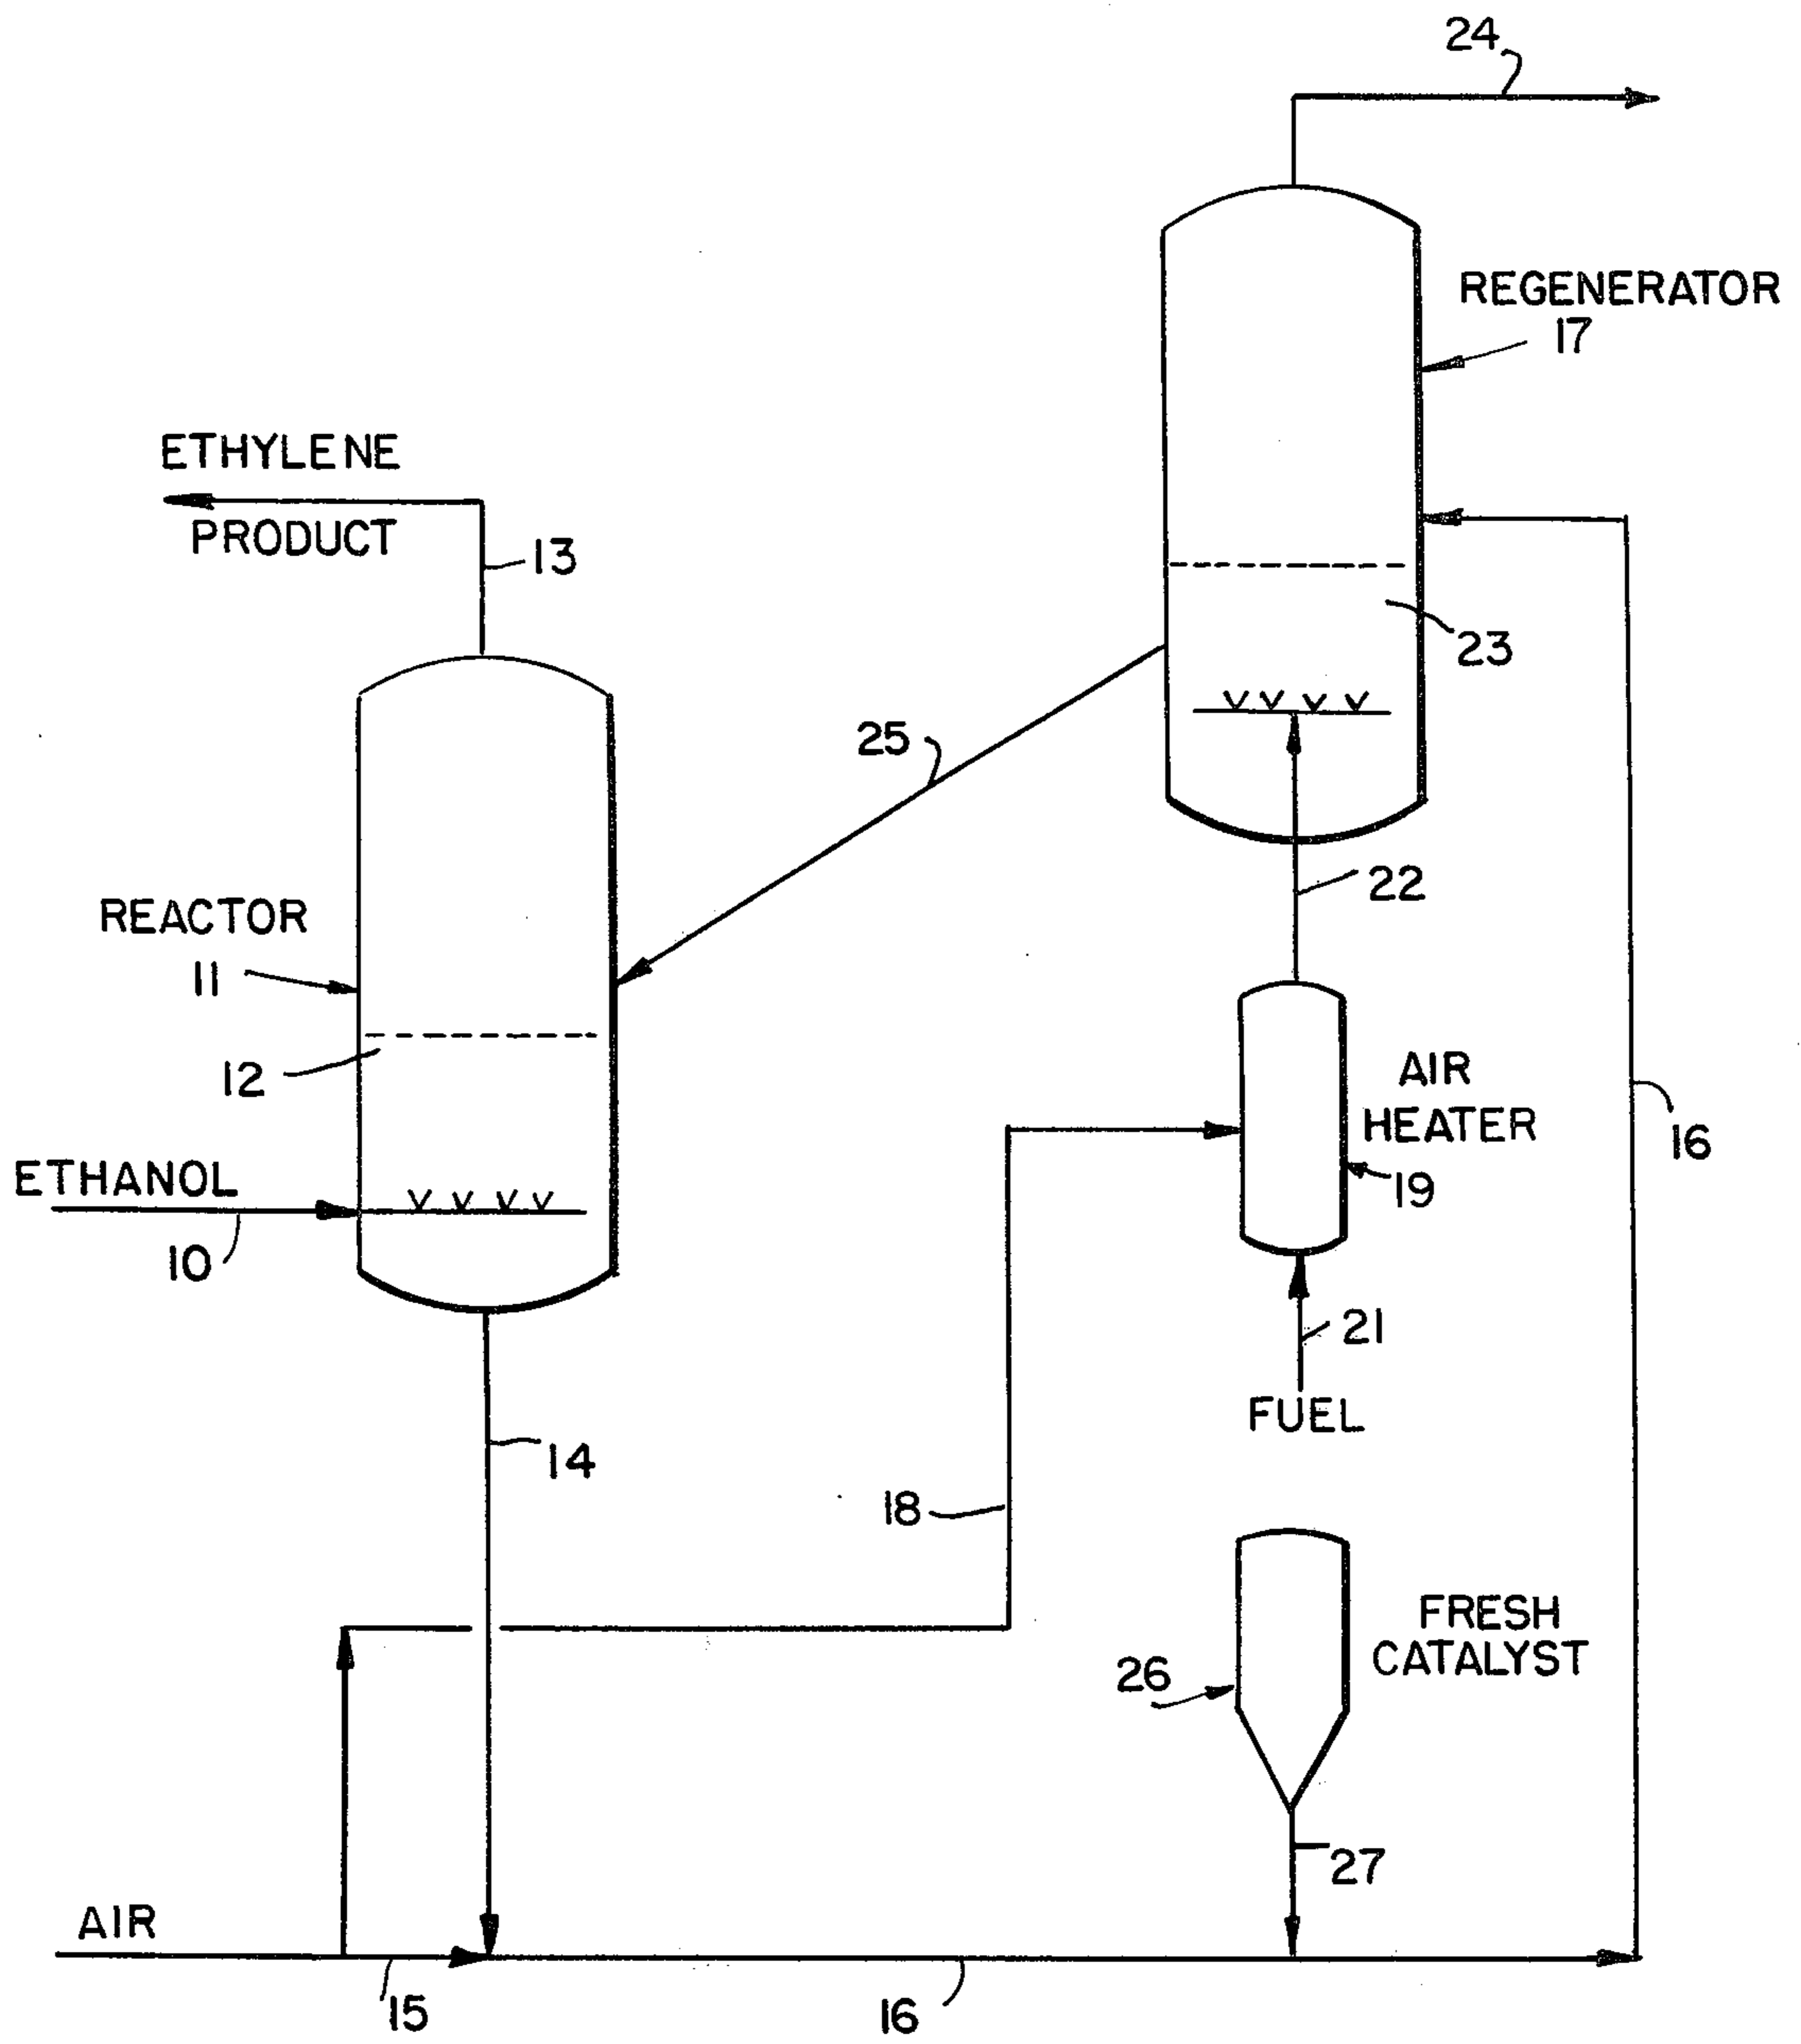 24
REGENERATOR
17
ETHYLENE
PRODUCT
13
23
25
22
REACTOR
11
12
AIR
HEATER
19
16
ETHANOL
10
21
FUEL
14
18
FRESH
CATALYST
26
27
AIR
15
16